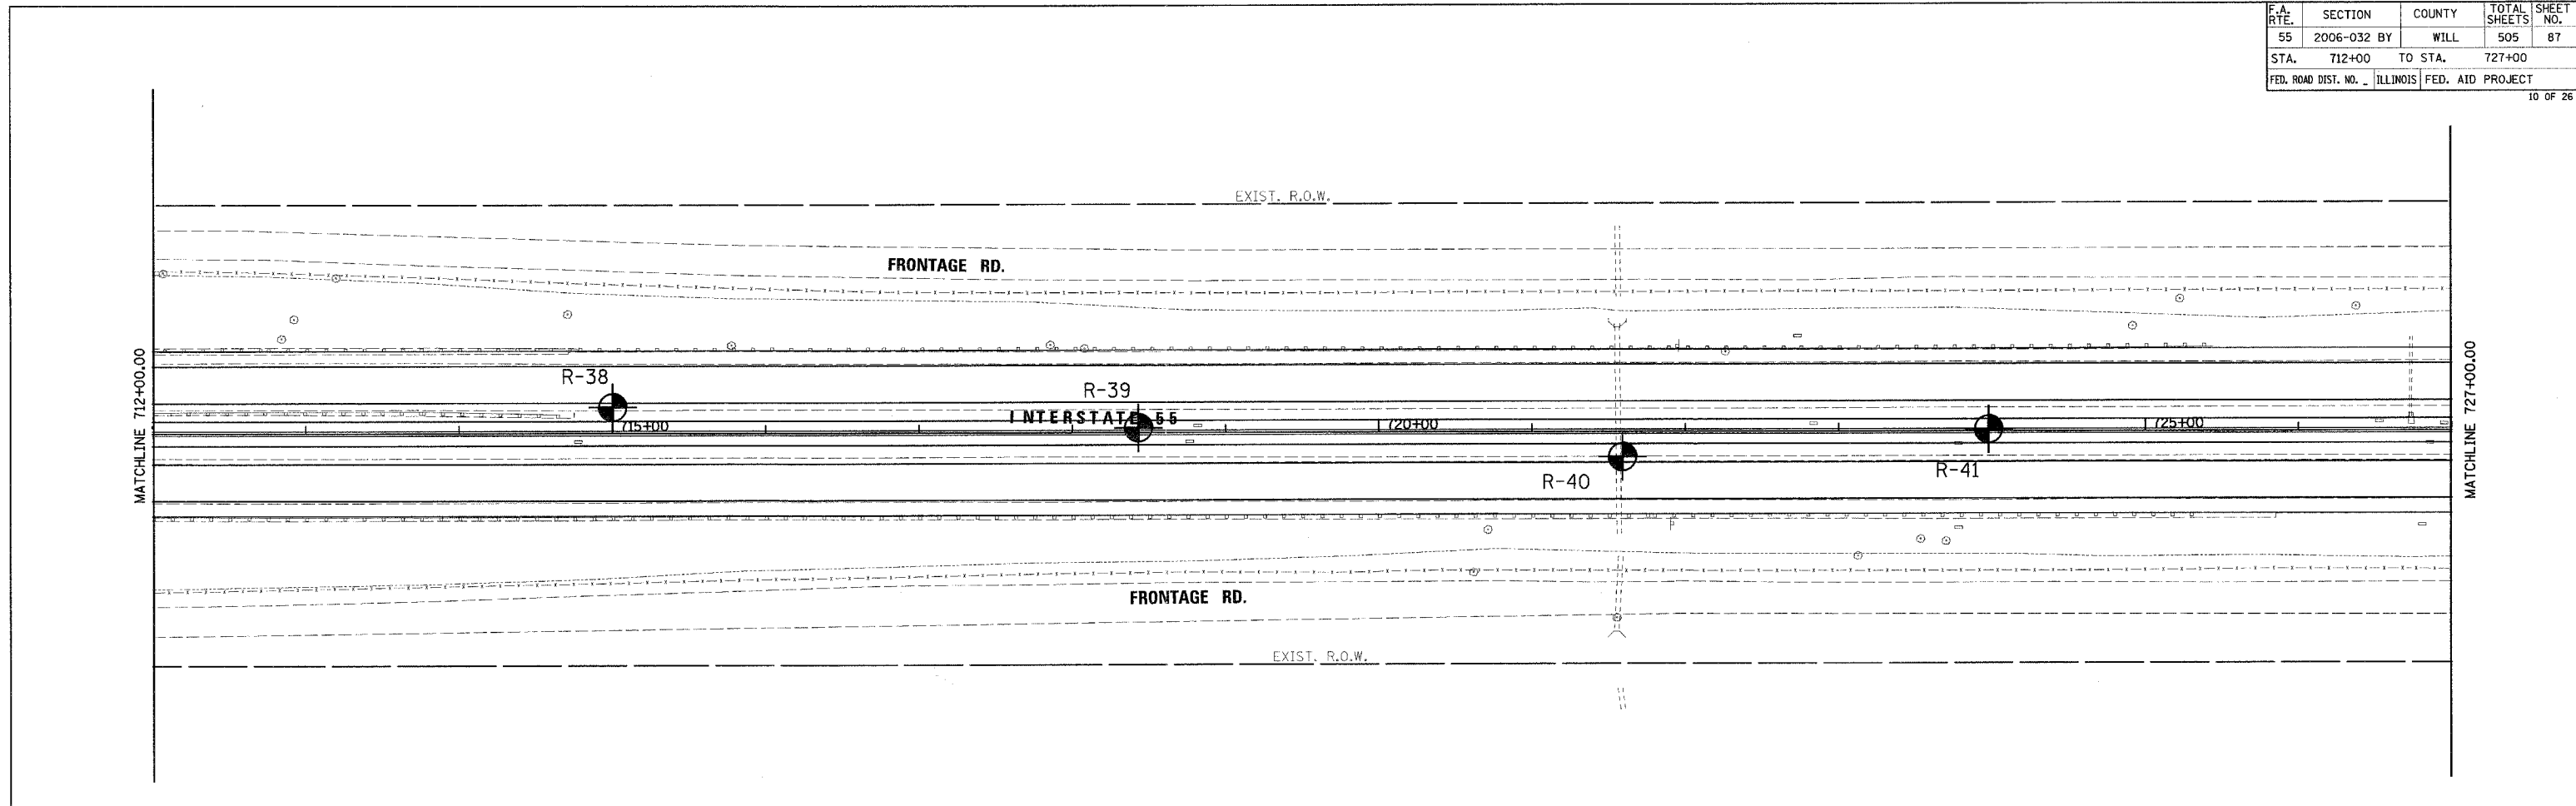 F.A. RTE. SECTION COUNTY TOTAL SHEETS SHEET NO.
55 2006-032 BY WILL 505 87
STA. 712+00 TO STA. 727+00
FED. ROAD DIST. NO. _ ILLINOIS FED. AID PROJECT
10 OF 26
EXIST. R.O.W.
FRONTAGE RD.
MATCHLINE 712+00.00
MATCHLINE 727+00.00
R-38
R-39
INTERSTATE 55
715+00
720+00
725+00
R-40
R-41
FRONTAGE RD.
EXIST. R.O.W.